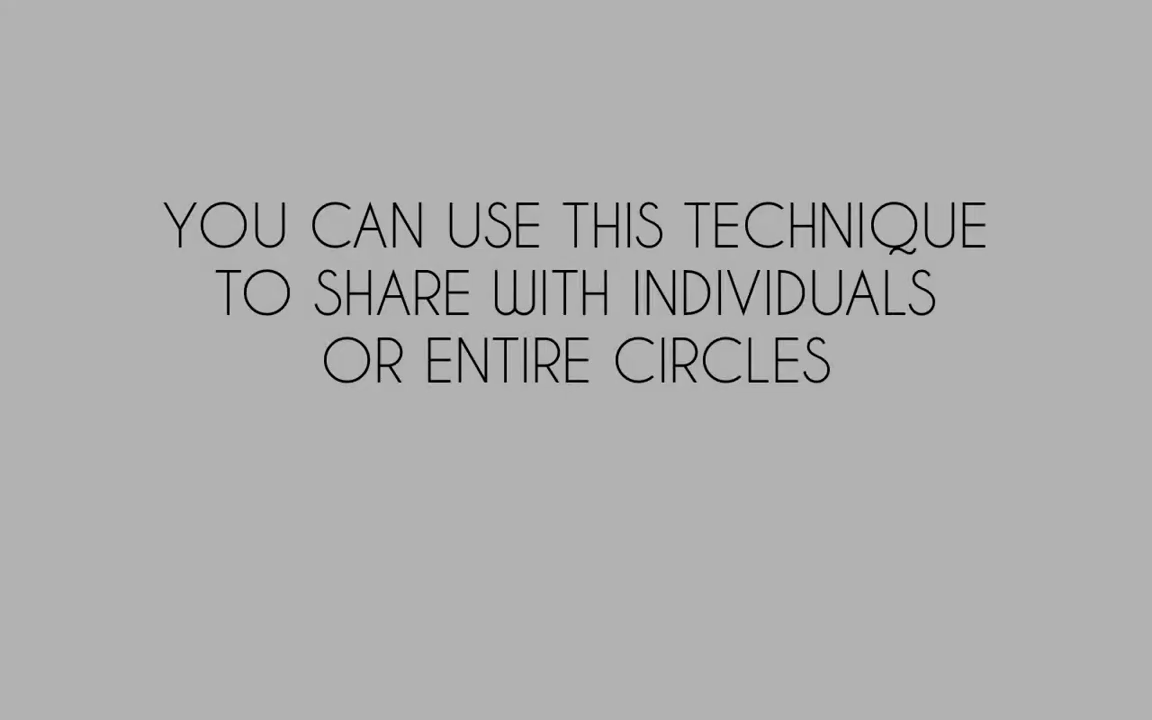 YOU CAN USE THIS TECHNIQUE
TO SHARE WITH INDIVIDUALS
OR ENTIRE CIRCLES